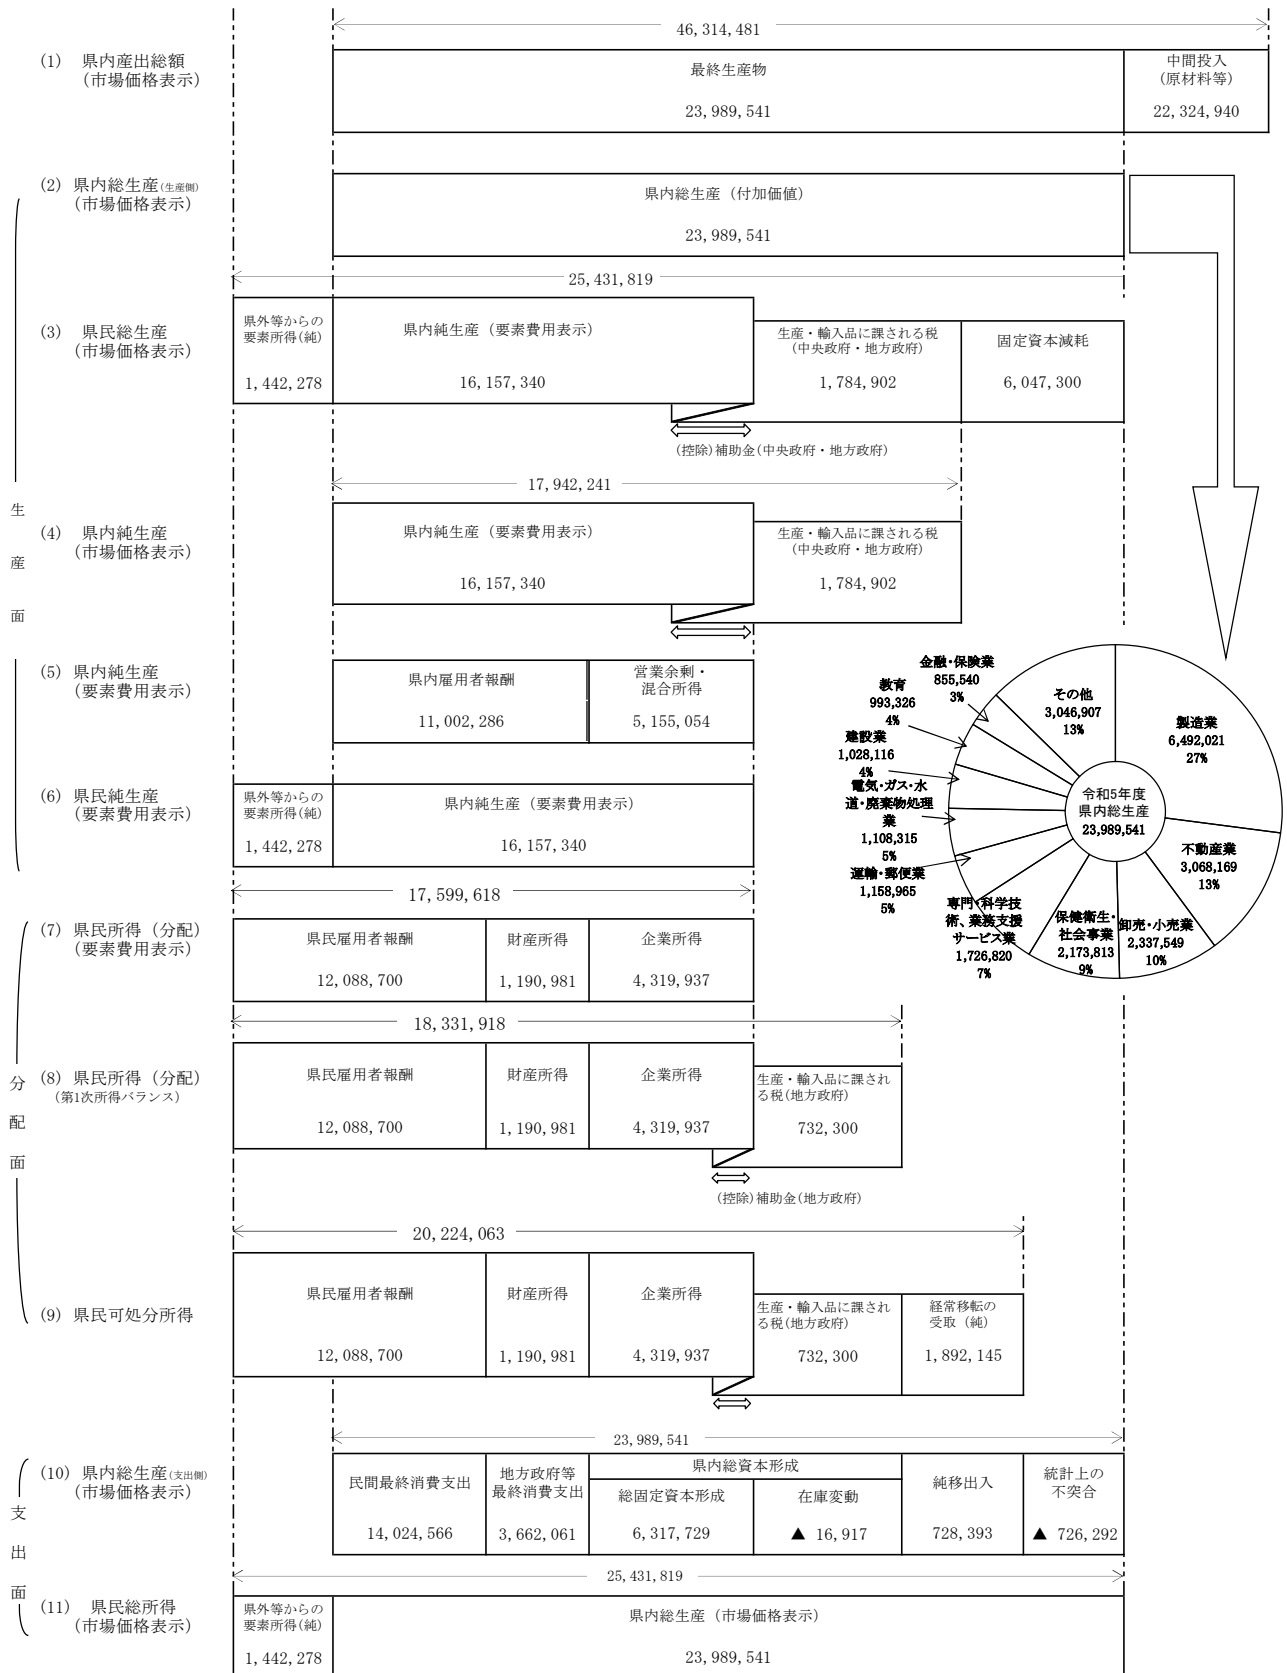 46,314,481
(1) 県内産出総額
(市場価格表示)
最終生産物
23,989,541
中間投入
(原材料等)
22,324,940
(2) 県内総生産(生産側)
(市場価格表示)
県内総生産（付加価値）
23,989,541
25,431,819
(3) 県民総生産
(市場価格表示)
県外等からの
要素所得(純)
1,442,278
県内純生産（要素費用表示）
16,157,340
生産・輸入品に課される税
(中央政府・地方政府)
1,784,902
固定資本減耗
6,047,300
(控除)補助金(中央政府・地方政府)
17,942,241
生産面
(4) 県内純生産
(市場価格表示)
県内純生産（要素費用表示）
16,157,340
生産・輸入品に課される税
(中央政府・地方政府)
1,784,902
(5) 県内純生産
(要素費用表示)
県内雇用者報酬
11,002,286
営業余剰・
混合所得
5,155,054
(6) 県民純生産
(要素費用表示)
県外等からの
要素所得(純)
1,442,278
県内純生産（要素費用表示）
16,157,340
令和5年度
県内総生産
23,989,541
製造業
6,492,021
27%
不動産業
3,068,169
13%
卸売・小売業
2,337,549
10%
保健衛生・
社会事業
2,173,813
9%
専門・科学技
術、業務支援
サービス業
1,726,820
7%
運輸・郵便業
1,158,965
5%
電気・ガス・水
道・廃棄物処理
業
1,108,315
5%
建設業
1,028,116
4%
教育
993,326
4%
金融・保険業
855,540
3%
その他
3,046,907
13%
17,599,618
(7) 県民所得（分配）
(要素費用表示)
県民雇用者報酬
12,088,700
財産所得
1,190,981
企業所得
4,319,937
18,331,918
分配面
(8) 県民所得（分配）
(第1次所得バランス)
県民雇用者報酬
12,088,700
財産所得
1,190,981
企業所得
4,319,937
生産・輸入品に課され
る税(地方政府)
732,300
(控除)補助金(地方政府)
20,224,063
(9) 県民可処分所得
県民雇用者報酬
12,088,700
財産所得
1,190,981
企業所得
4,319,937
生産・輸入品に課され
る税(地方政府)
732,300
経常移転の
受取（純）
1,892,145
23,989,541
支出面
(10) 県内総生産(支出側)
(市場価格表示)
民間最終消費支出
14,024,566
地方政府等
最終消費支出
3,662,061
県内総資本形成
総固定資本形成
6,317,729
在庫変動
▲ 16,917
純移出入
728,393
統計上の
不突合
▲ 726,292
25,431,819
(11) 県民総所得
(市場価格表示)
県外等からの
要素所得(純)
1,442,278
県内総生産（市場価格表示）
23,989,541